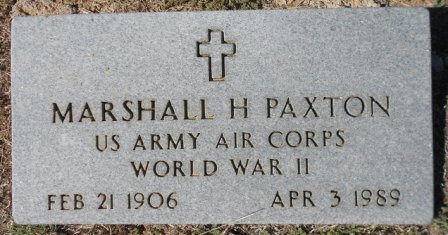 MARSHALL H PAXTON
US ARMY AIR CORPS
WORLD WAR II
FEB 21 1906 APR 3 1989